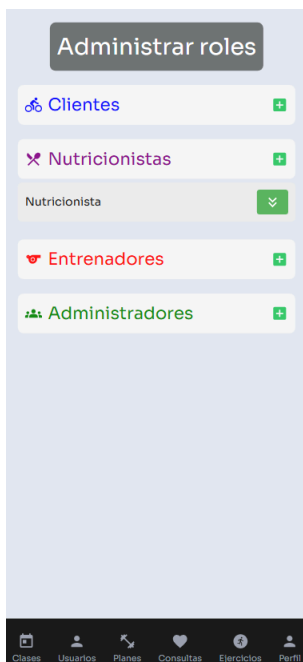 Administrar roles
Clientes
Nutricionistas
Nutricionista
Entrenadores
Administradores
Clases Usuarios Planes Consultas Ejercicios Perfil